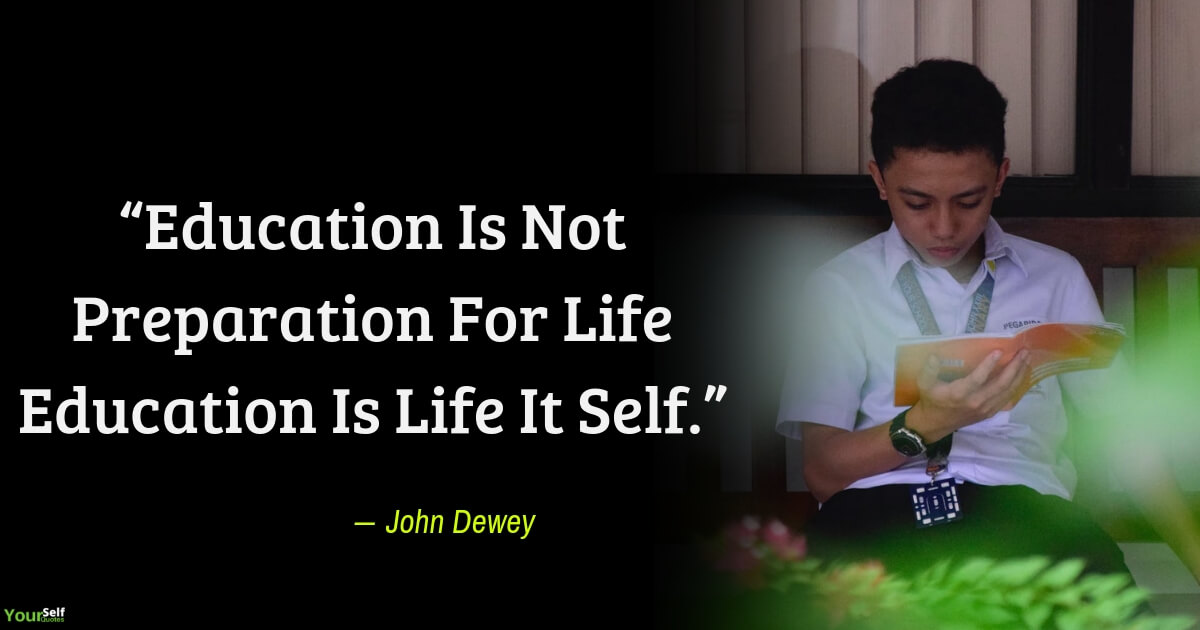 “Education Is Not
Preparation For Life
Education Is Life It Self.”
— John Dewey
YourSelf
Quotes